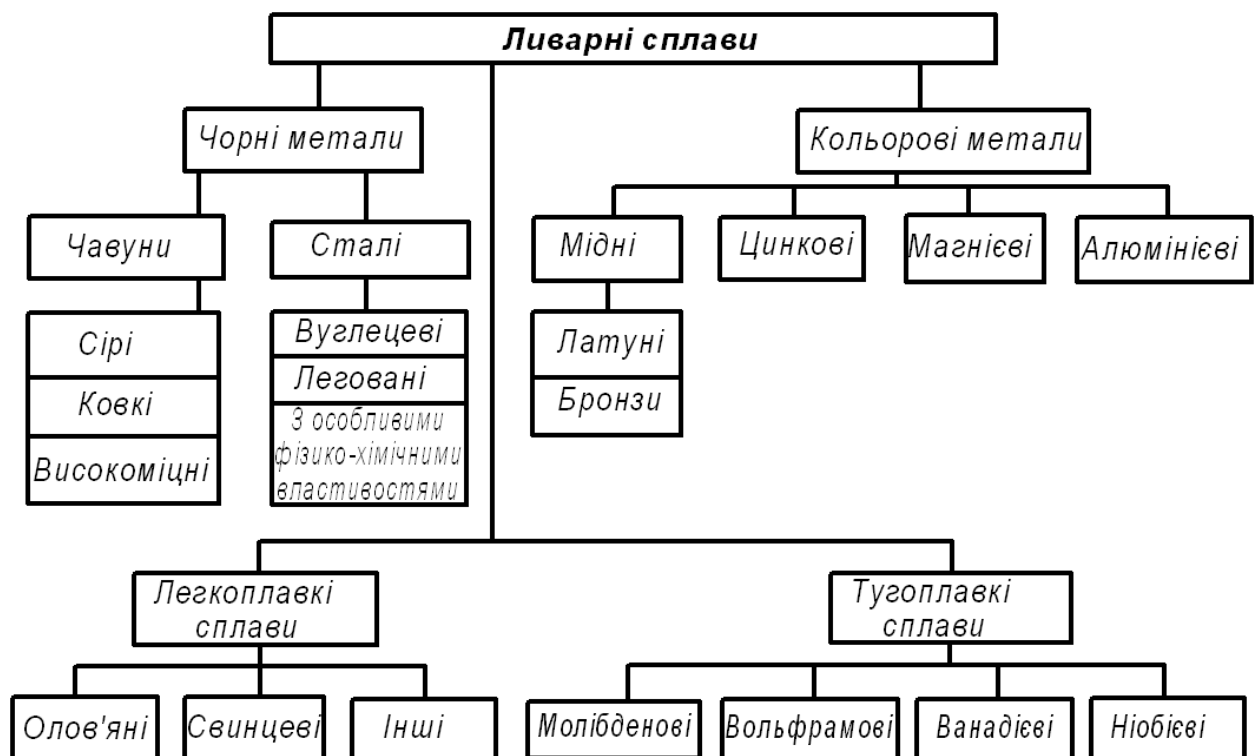 Ливарні сплави
Чорні метали
Кольорові метали
Чавуни
Сталі
Мідні
Цинкові
Магнієві
Алюмінієві
Сірі
Ковкі
Високоміцні
Вуглецеві
Леговані
З особливими
фізико-хімічними
властивостями
Латуні
Бронзи
Легкоплавкі
сплави
Тугоплавкі
сплави
Олов'яні
Свинцеві
Інші
Молібденові
Вольфрамові
Ванадієві
Ніобієві